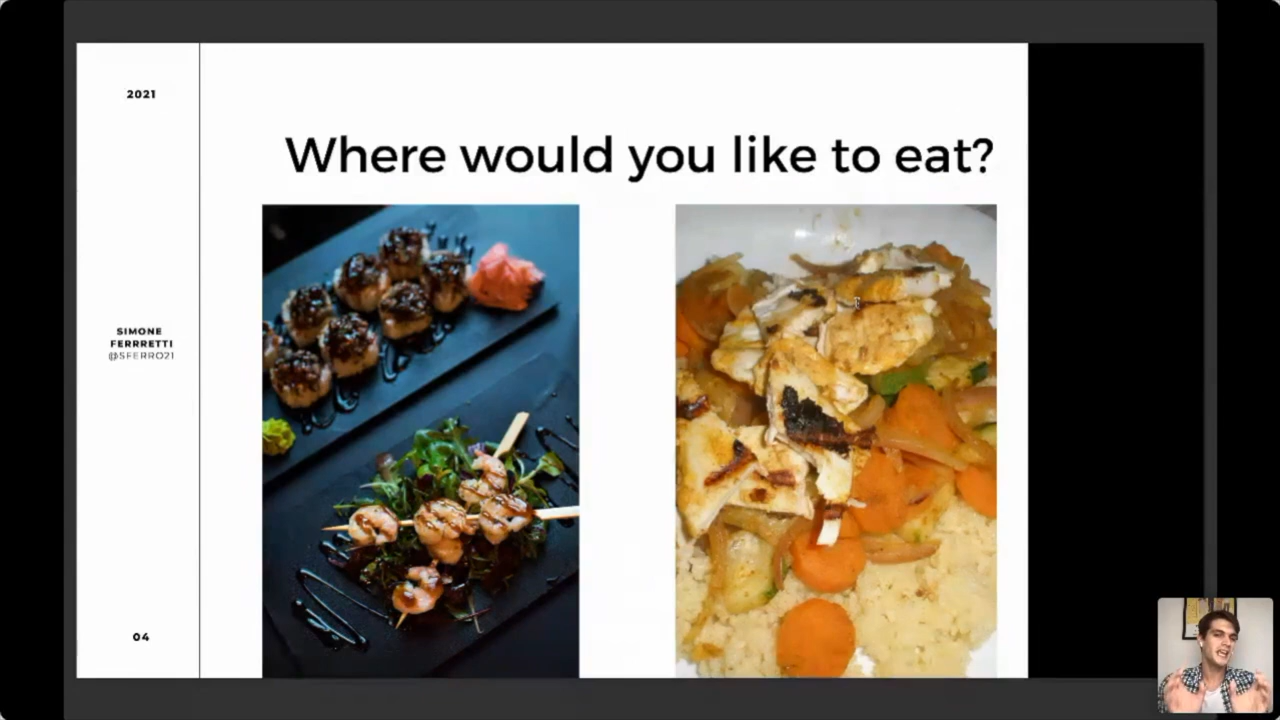 2021
Where would you like to eat?
SIMONE
FERRRETTI
@SFERRO21
04